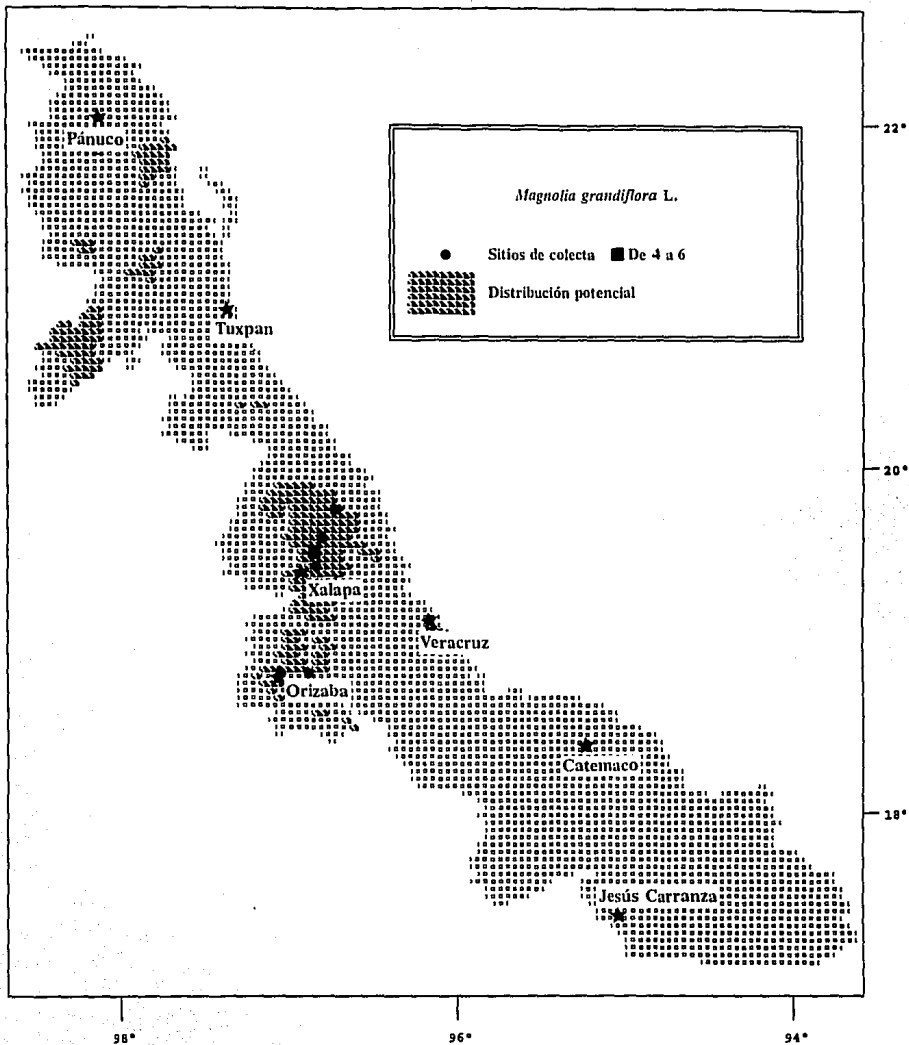 Pánuco
22°
Magnolia grandiflora L.
Sitios de colecta De 4 a 6
Distribución potencial
Tuxpan
20°
Xalapa
Veracruz
Orizaba
Catemaco
18°
Jesús Carranza
98° 96° 94°